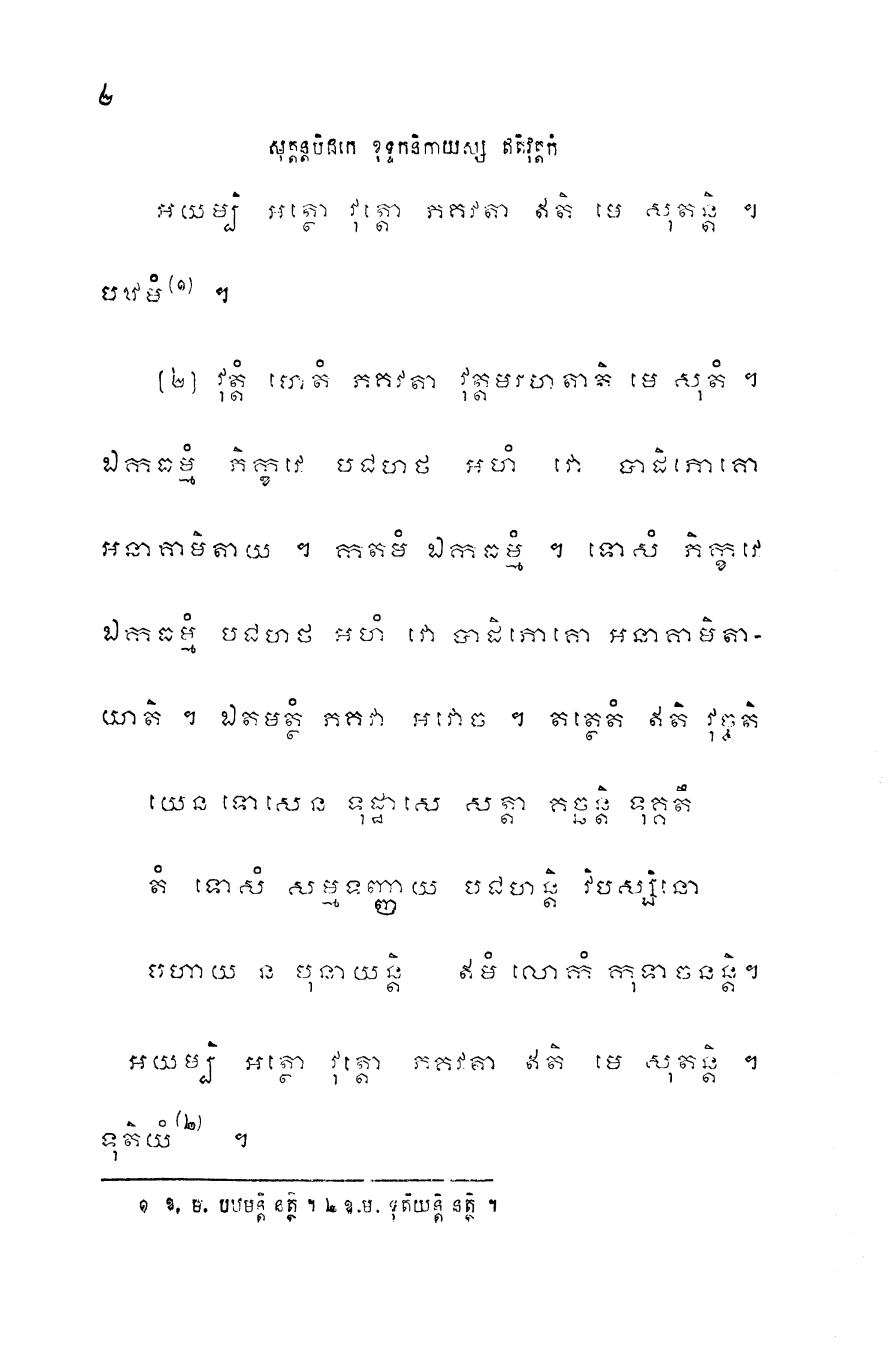 ២
សុត្តន្តបិដកេ ខុទ្ទកនិកាយស្ស ឥតិវុត្តកំ
អយម្បិ អត្ថោ វុត្តោ ភគវតា ឥតិ មេ សុតន្តិ ។
បឋមំ(១) ។
(២) វុត្តំ ហេតំ ភគវតា វុត្តមរហតាតិ មេ សុតំ ។
ឯកធម្មំ ភិក្ខវេ បជហថ អហំ វោ បាដិភោគោ
អនាគាមិតាយ ។ កតមំ ឯកធម្មំ ។ ទោសំ ភិក្ខវេ
ឯកធម្មំ បជហថ អហំ វោ បាដិភោគោ អនាគាមិតា-
យាតិ ។ ឯតមត្ថំ ភគវា អវោច ។ តត្ថេតំ ឥតិ វុច្ចតិ
យេន ទោសេន ទុដ្ឋាសេ សត្តា គច្ឆន្តិ ទុគ្គតឹ
តំ ទោសំ សម្មទញ្ញាយ បជហន្តិ វិបស្សិនោ
បហាយ ន បុនាយន្តិ ឥមំ លោកំ កុទាចនន្តិ។
អយម្បិ អត្ថោ វុត្តោ ភគវតា ឥតិ មេ សុតន្តិ ។
ទុតិយំ(២) ។
១ ឱ. ម. បឋមន្តិ នត្ថិ ។ ២ ឱ.ម. ទុតិយន្តិ នត្ថិ ។